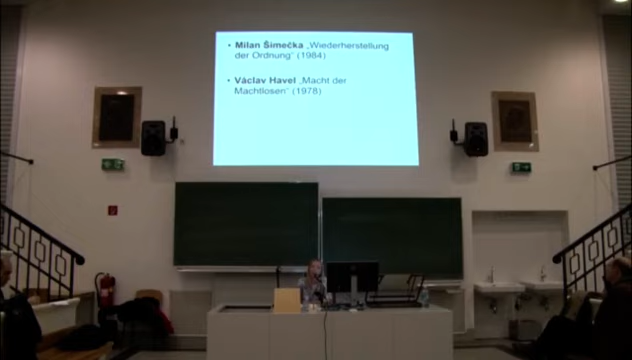 • Milan Šimečka „Wiederherstellung
der Ordnung" (1984)
• Václav Havel „Macht der
Machtlosen" (1978)